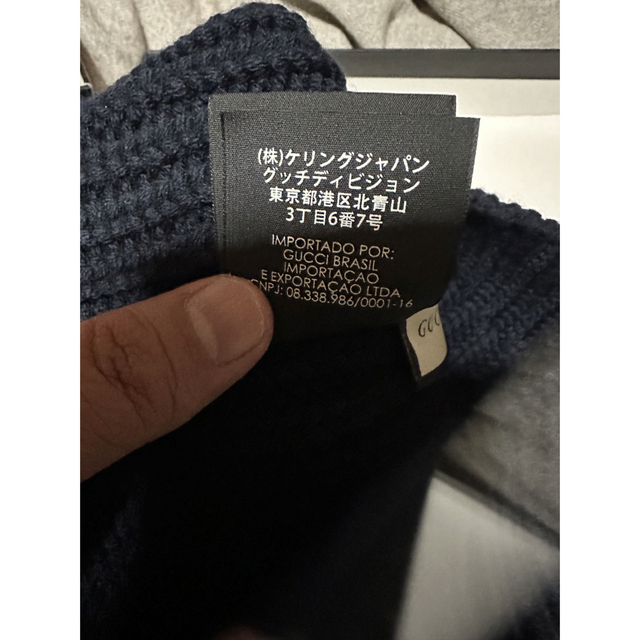 (株)ケリングジャパン
グッチディビジョン
東京都港区北青山
3丁目6番7号
IMPORTADO POR:
GUCCI BRASIL
IMPORTAÇAO
E EXPORTAÇAO LTDA
CNPJ: 08.338.986/0001-16